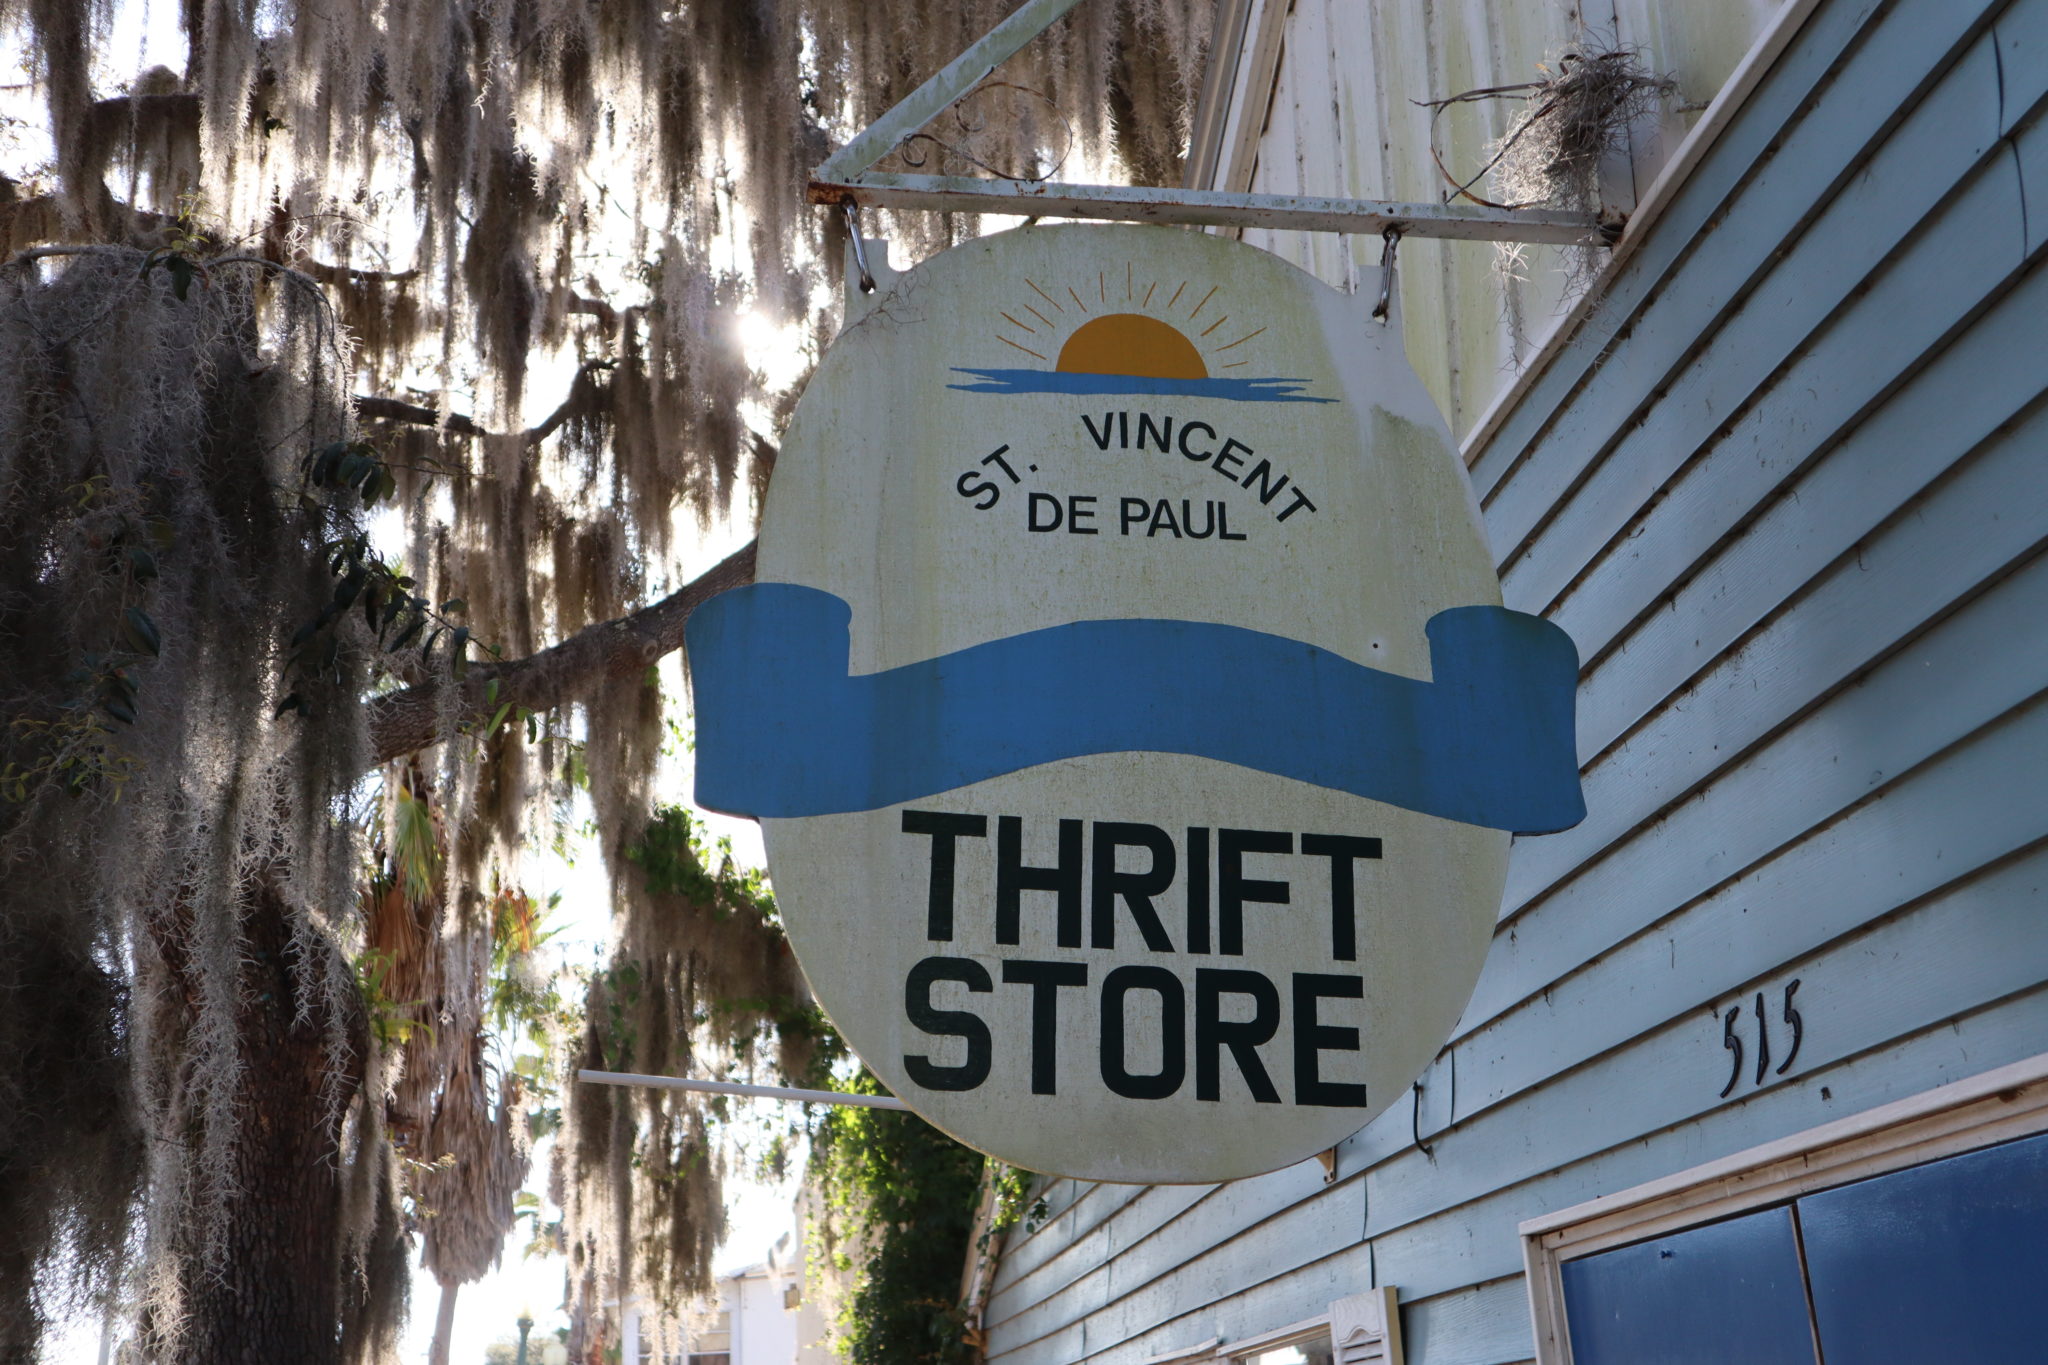 ST. VINCENT
DE PAUL
THRIFT
STORE
515